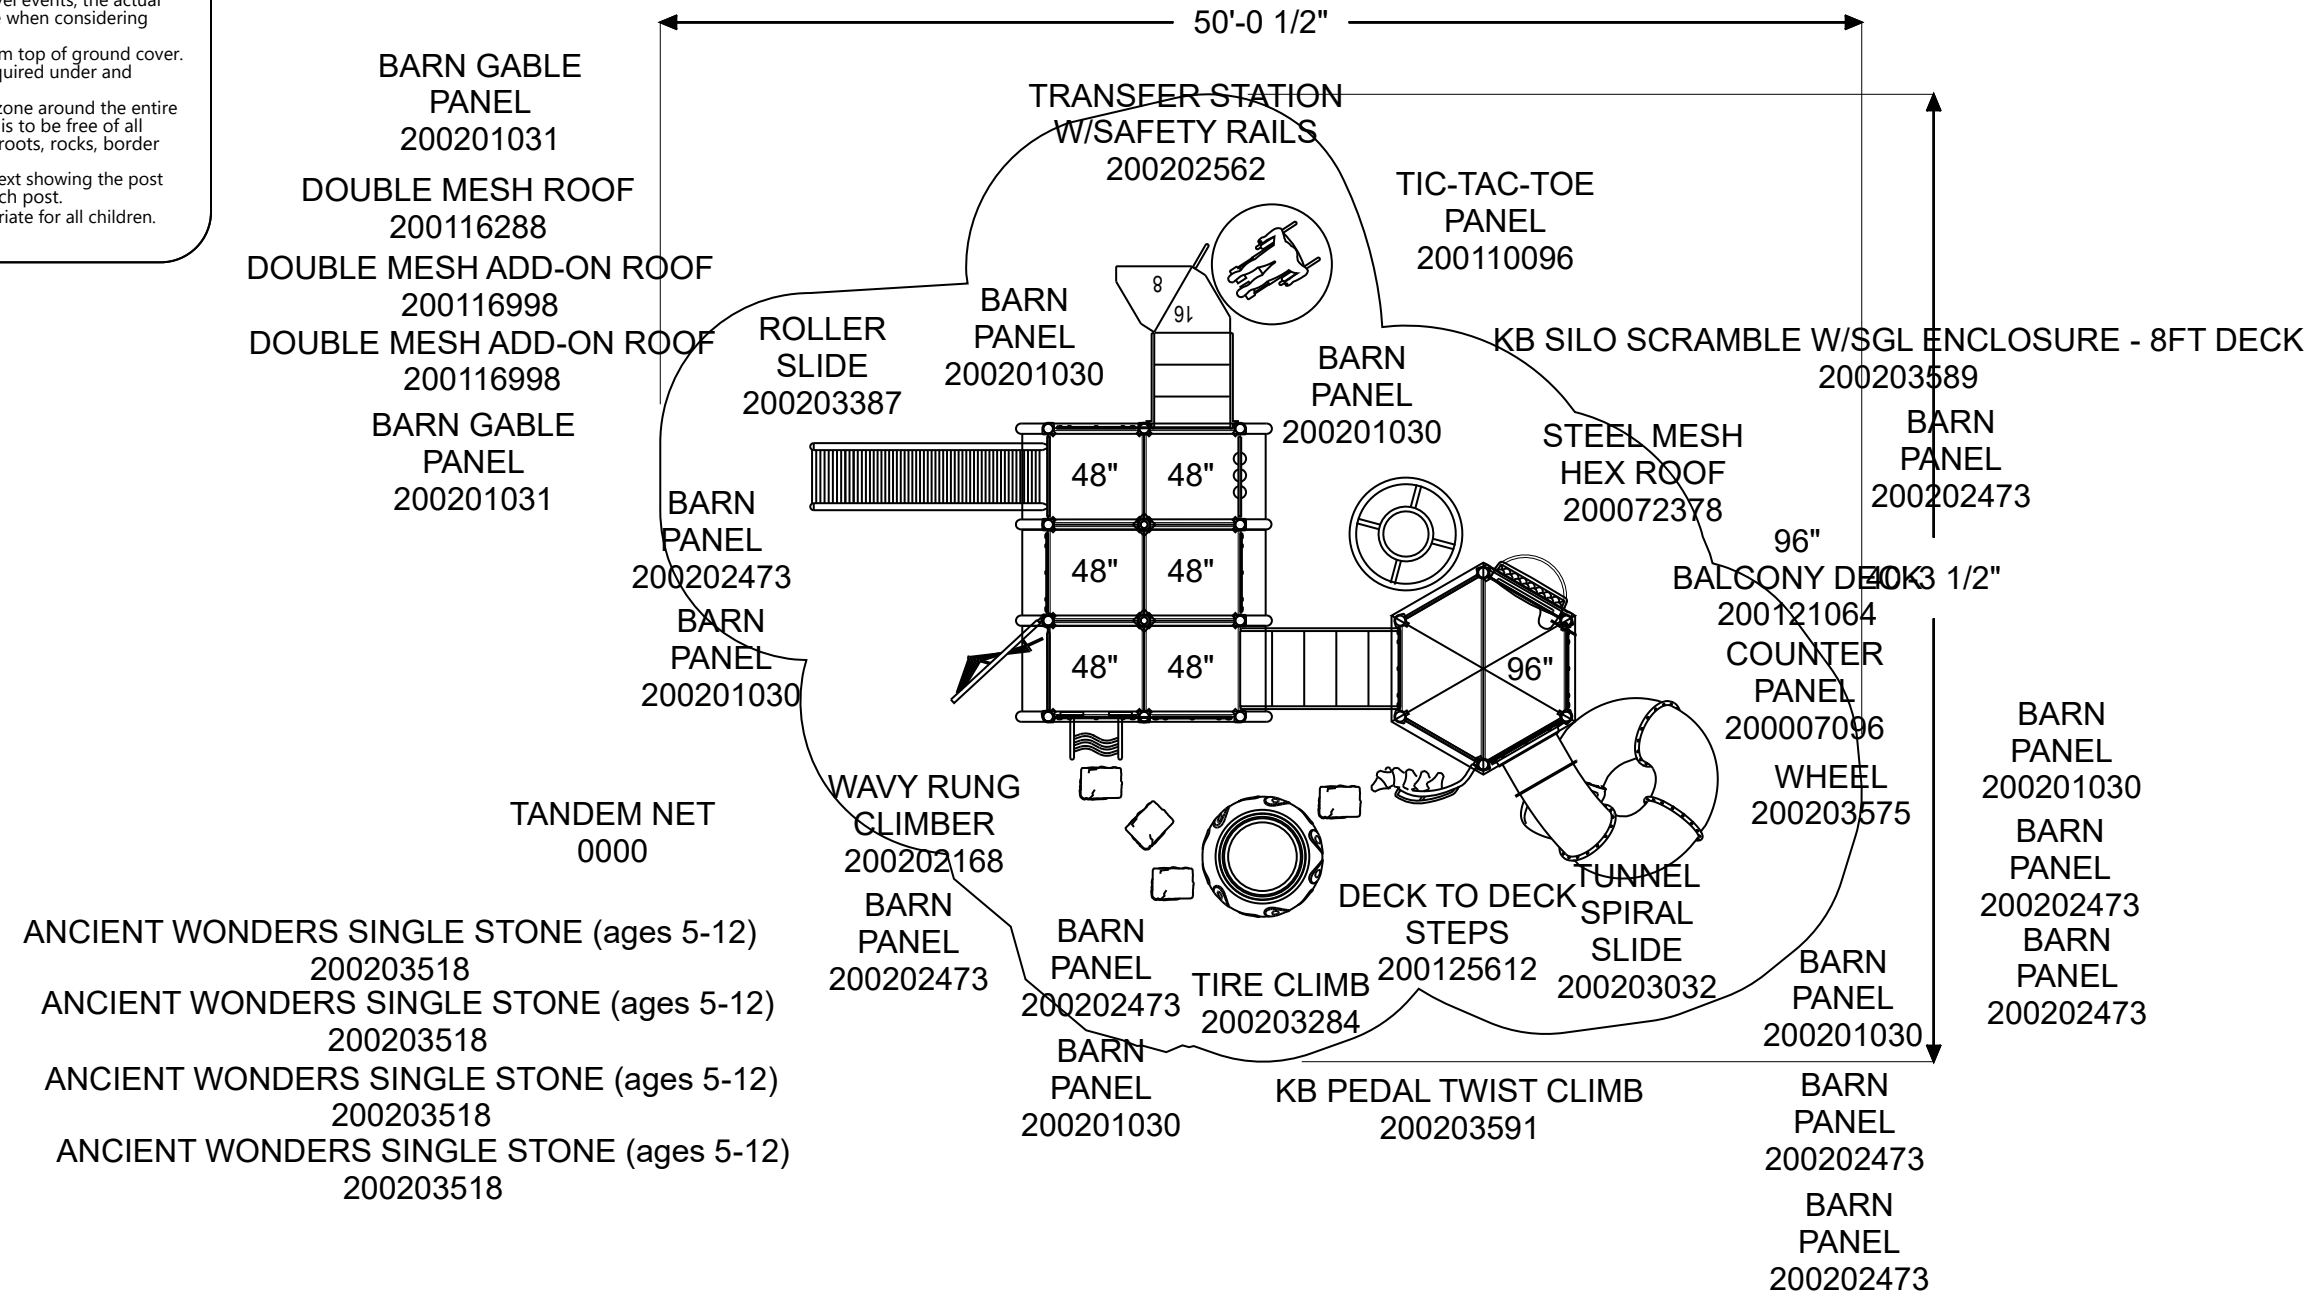 vel events, the actual
e when considering
m top of ground cover.
quired under and
zone around the entire
is to be free of all
roots, rocks, border
ext showing the post
ch post.
riate for all children.
50'-0 1/2"
BARN GABLE
PANEL
200201031
DOUBLE MESH ROOF
200116288
DOUBLE MESH ADD-ON ROOF
200116998
DOUBLE MESH ADD-ON ROOF
200116998
BARN GABLE
PANEL
200201031
TRANSFER STATION
W/SAFETY RAILS
200202562
TIC-TAC-TOE
PANEL
200110096
8
16
BARN
PANEL
200201030
ROLLER
SLIDE
200203387
BARN
PANEL
200201030
KB SILO SCRAMBLE W/SGL ENCLOSURE - 8FT DECK
200203589
BARN
PANEL
200202473
STEEL MESH
HEX ROOF
200072378
48"
48"
48"
48"
48"
48"
96"
BARN
PANEL
200202473
BARN
PANEL
200201030
96"
BALCONY DECK
200121064
40'-3 1/2"
COUNTER
PANEL
200007096
WHEEL
200203575
BARN
PANEL
200201030
BARN
PANEL
200202473
BARN
PANEL
200202473
TANDEM NET
0000
WAVY RUNG
CLIMBER
200202168
BARN
PANEL
200202473
BARN
PANEL
200202473
TIRE CLIMB
200203284
DECK TO DECK
STEPS
200125612
TUNNEL
SPIRAL
SLIDE
200203032
BARN
PANEL
200201030
ANCIENT WONDERS SINGLE STONE (ages 5-12)
200203518
ANCIENT WONDERS SINGLE STONE (ages 5-12)
200203518
ANCIENT WONDERS SINGLE STONE (ages 5-12)
200203518
ANCIENT WONDERS SINGLE STONE (ages 5-12)
200203518
BARN
PANEL
200201030
KB PEDAL TWIST CLIMB
200203591
BARN
PANEL
200202473
BARN
PANEL
200202473